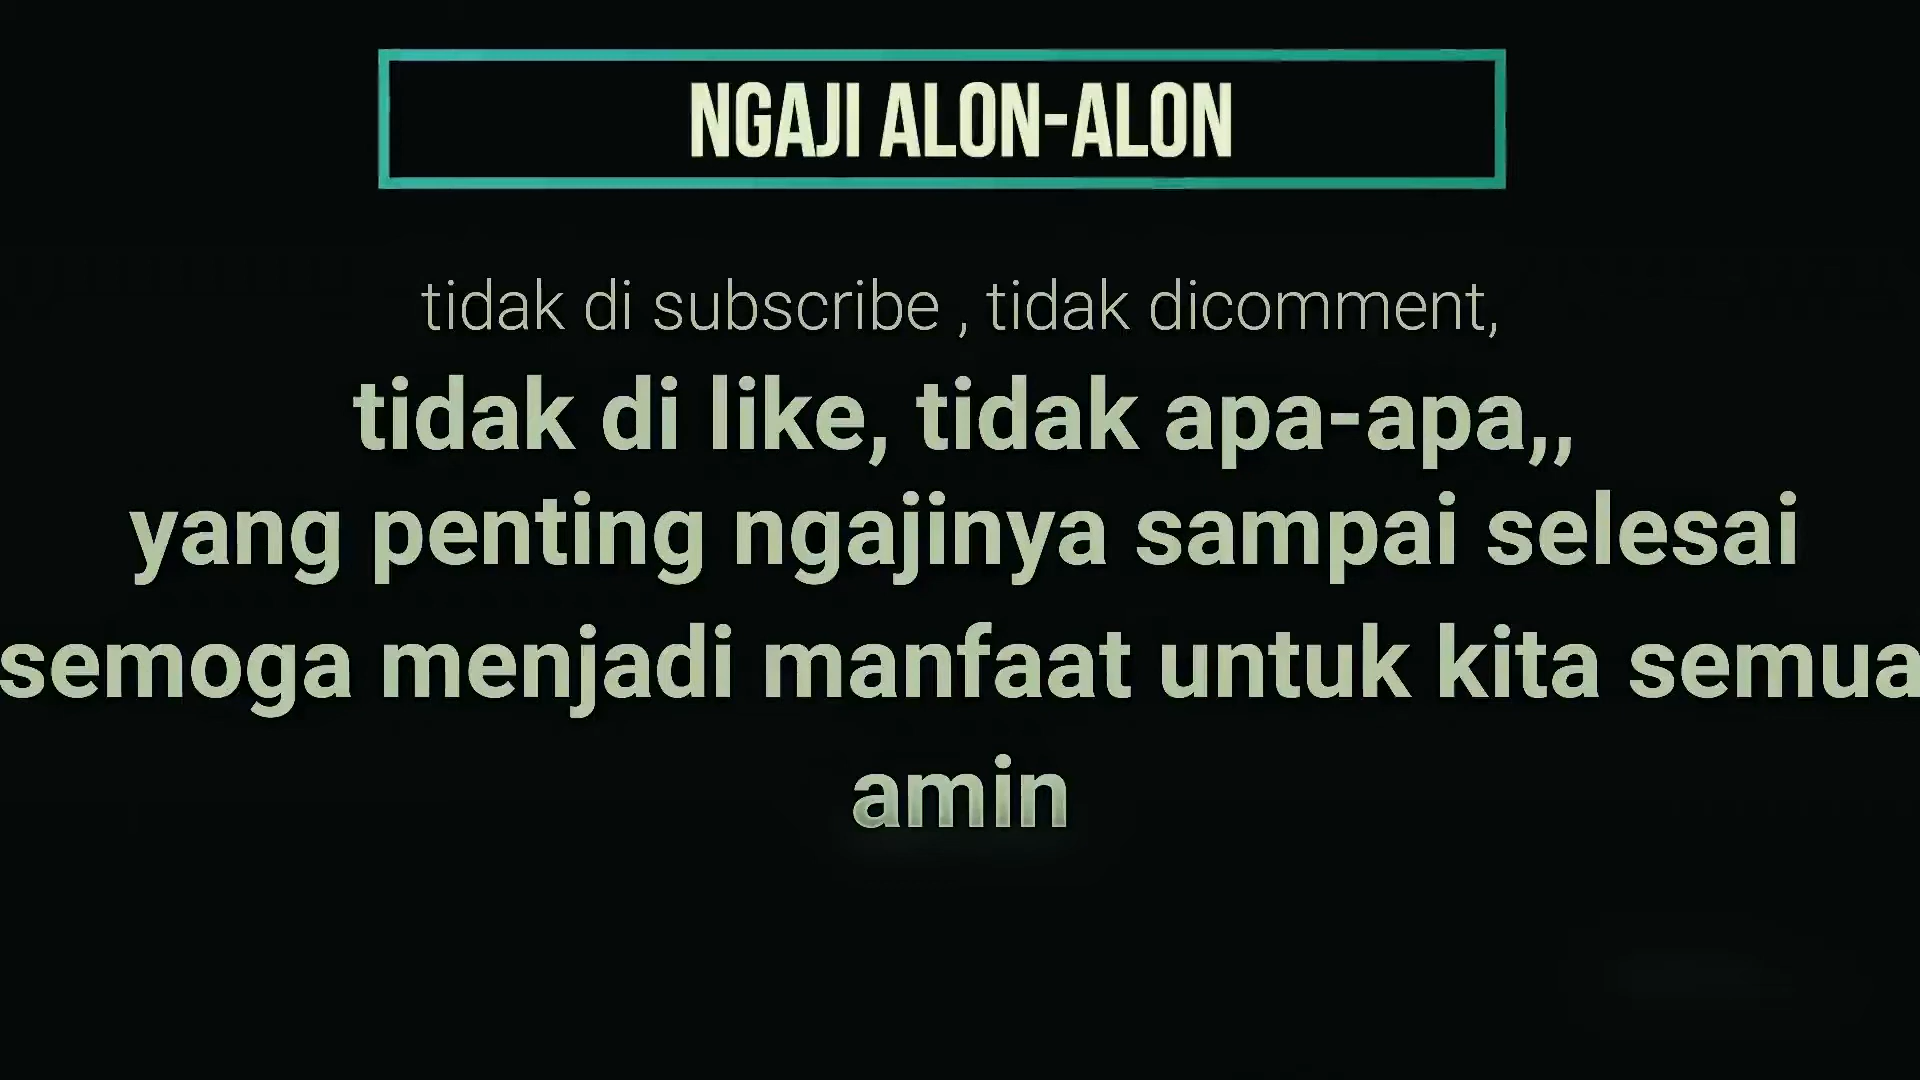 NGAJI ALON-ALON
tidak di subscribe , tidak dicomment,
tidak di like, tidak apa-apa,,
yang penting ngajinya sampai selesai
semoga menjadi manfaat untuk kita semua
amin